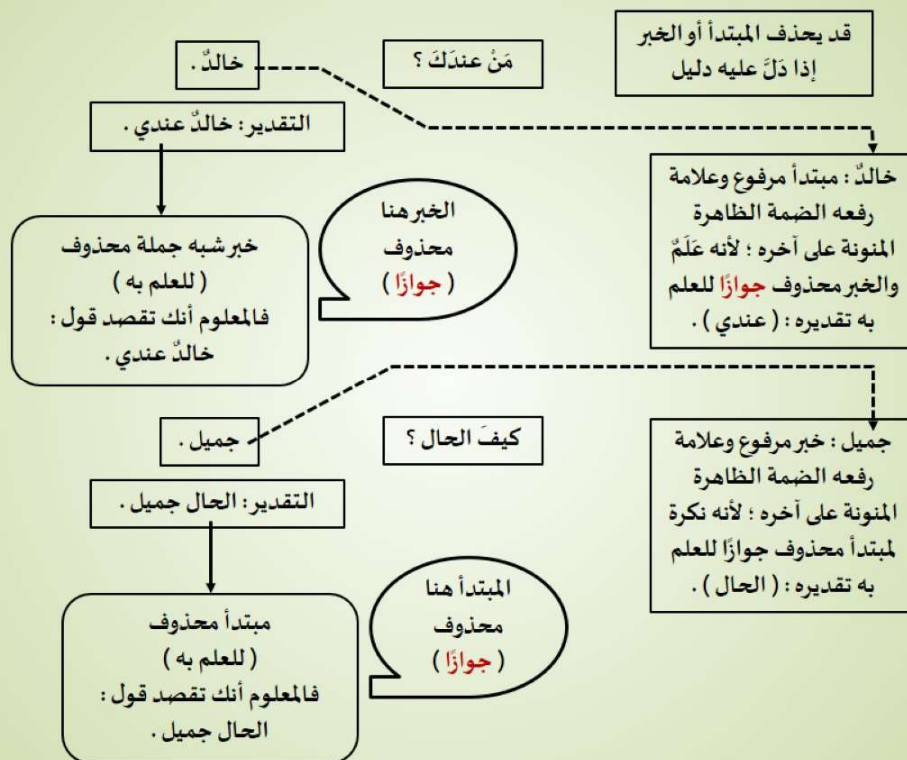 قد يحذف المبتدأ أو الخبر
إذا دَلَّ عليه دليل
مَنْ عندَكَ ؟
خالدٌ .
التقدير: خالدٌ عندي .
خالدٌ : مبتدأ مرفوع وعلامة
رفعه الضمة الظاهرة
المنونة على آخره ؛ لأنه عَلَمٌ
والخبر محذوف جوازًا للعلم
به تقديره : ( عندي ) .
الخبر هنا
محذوف
( جوازًا )
خبر شبه جملة محذوف
( للعلم به )
فالمعلوم أنك تقصد قول :
خالدٌ عندي .
كيفَ الحال ؟
جميل .
التقدير: الحال جميل .
جميل : خبر مرفوع وعلامة
رفعه الضمة الظاهرة
المنونة على آخره ؛ لأنه نكرة
لمبتدأ محذوف جوازًا للعلم
به تقديره : ( الحال ) .
المبتدأ هنا
محذوف
( جوازًا )
مبتدأ محذوف
( للعلم به )
فالمعلوم أنك تقصد قول :
الحال جميل .